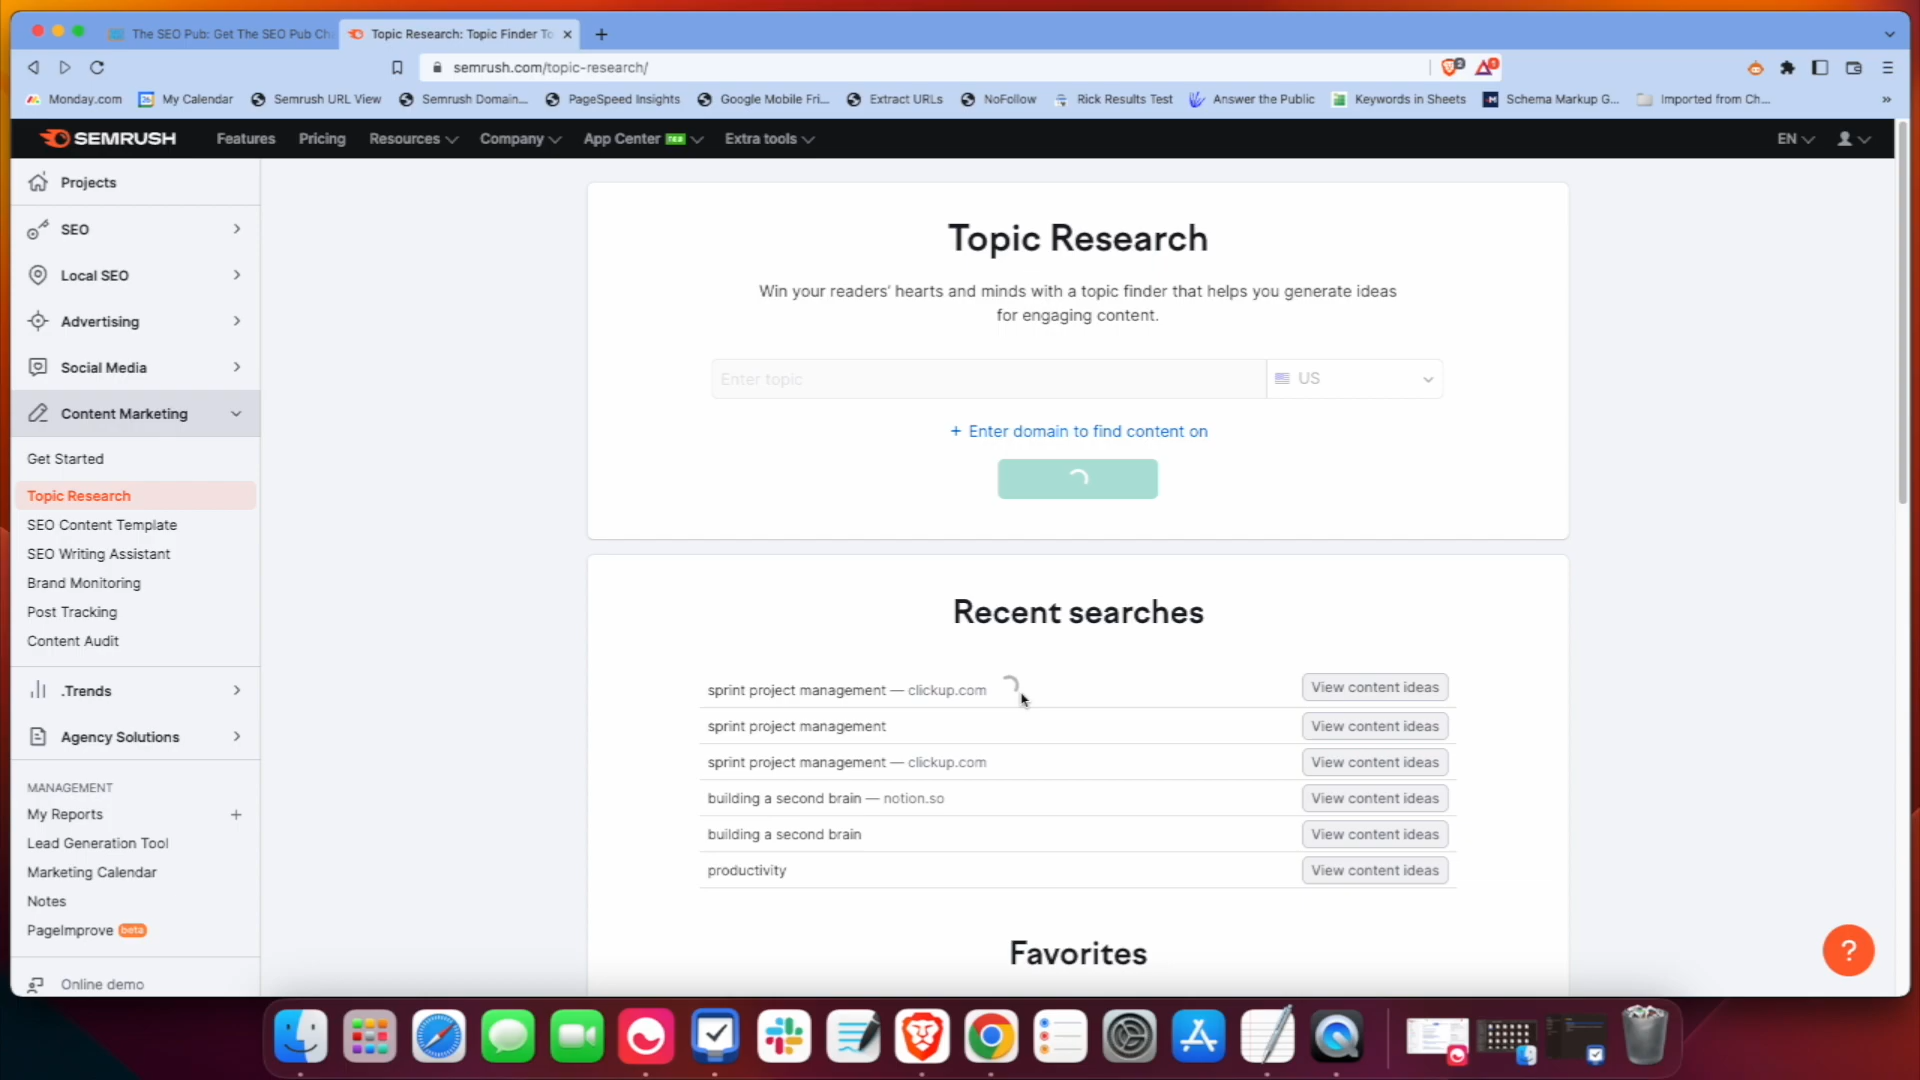 The SEO Pub: Get The SEO Pub Ch
Topic Research: Topic Finder To
semrush.com/topic-research/
Monday.com
My Calendar
Semrush URL View
Semrush Domain...
PageSpeed Insights
Google Mobile Fri...
Extract URLs
NoFollow
Rick Results Test
Answer the Public
Keywords in Sheets
Schema Markup G...
Imported from Ch...
»
SEMRUSH
Features
Pricing
Resources
Company
App Center
Extra tools
EN
Projects
SEO
Local SEO
Advertising
Social Media
Content Marketing
Get Started
Topic Research
SEO Content Template
SEO Writing Assistant
Brand Monitoring
Post Tracking
Content Audit
.Trends
Agency Solutions
MANAGEMENT
My Reports +
Lead Generation Tool
Marketing Calendar
Notes
PageImprove beta
Online demo
Topic Research
Win your readers' hearts and minds with a topic finder that helps you generate ideas
for engaging content.
Enter topic
US
+ Enter domain to find content on
Recent searches
sprint project management — clickup.com View content ideas
sprint project management View content ideas
sprint project management — clickup.com View content ideas
building a second brain — notion.so View content ideas
building a second brain View content ideas
productivity View content ideas
Favorites
?